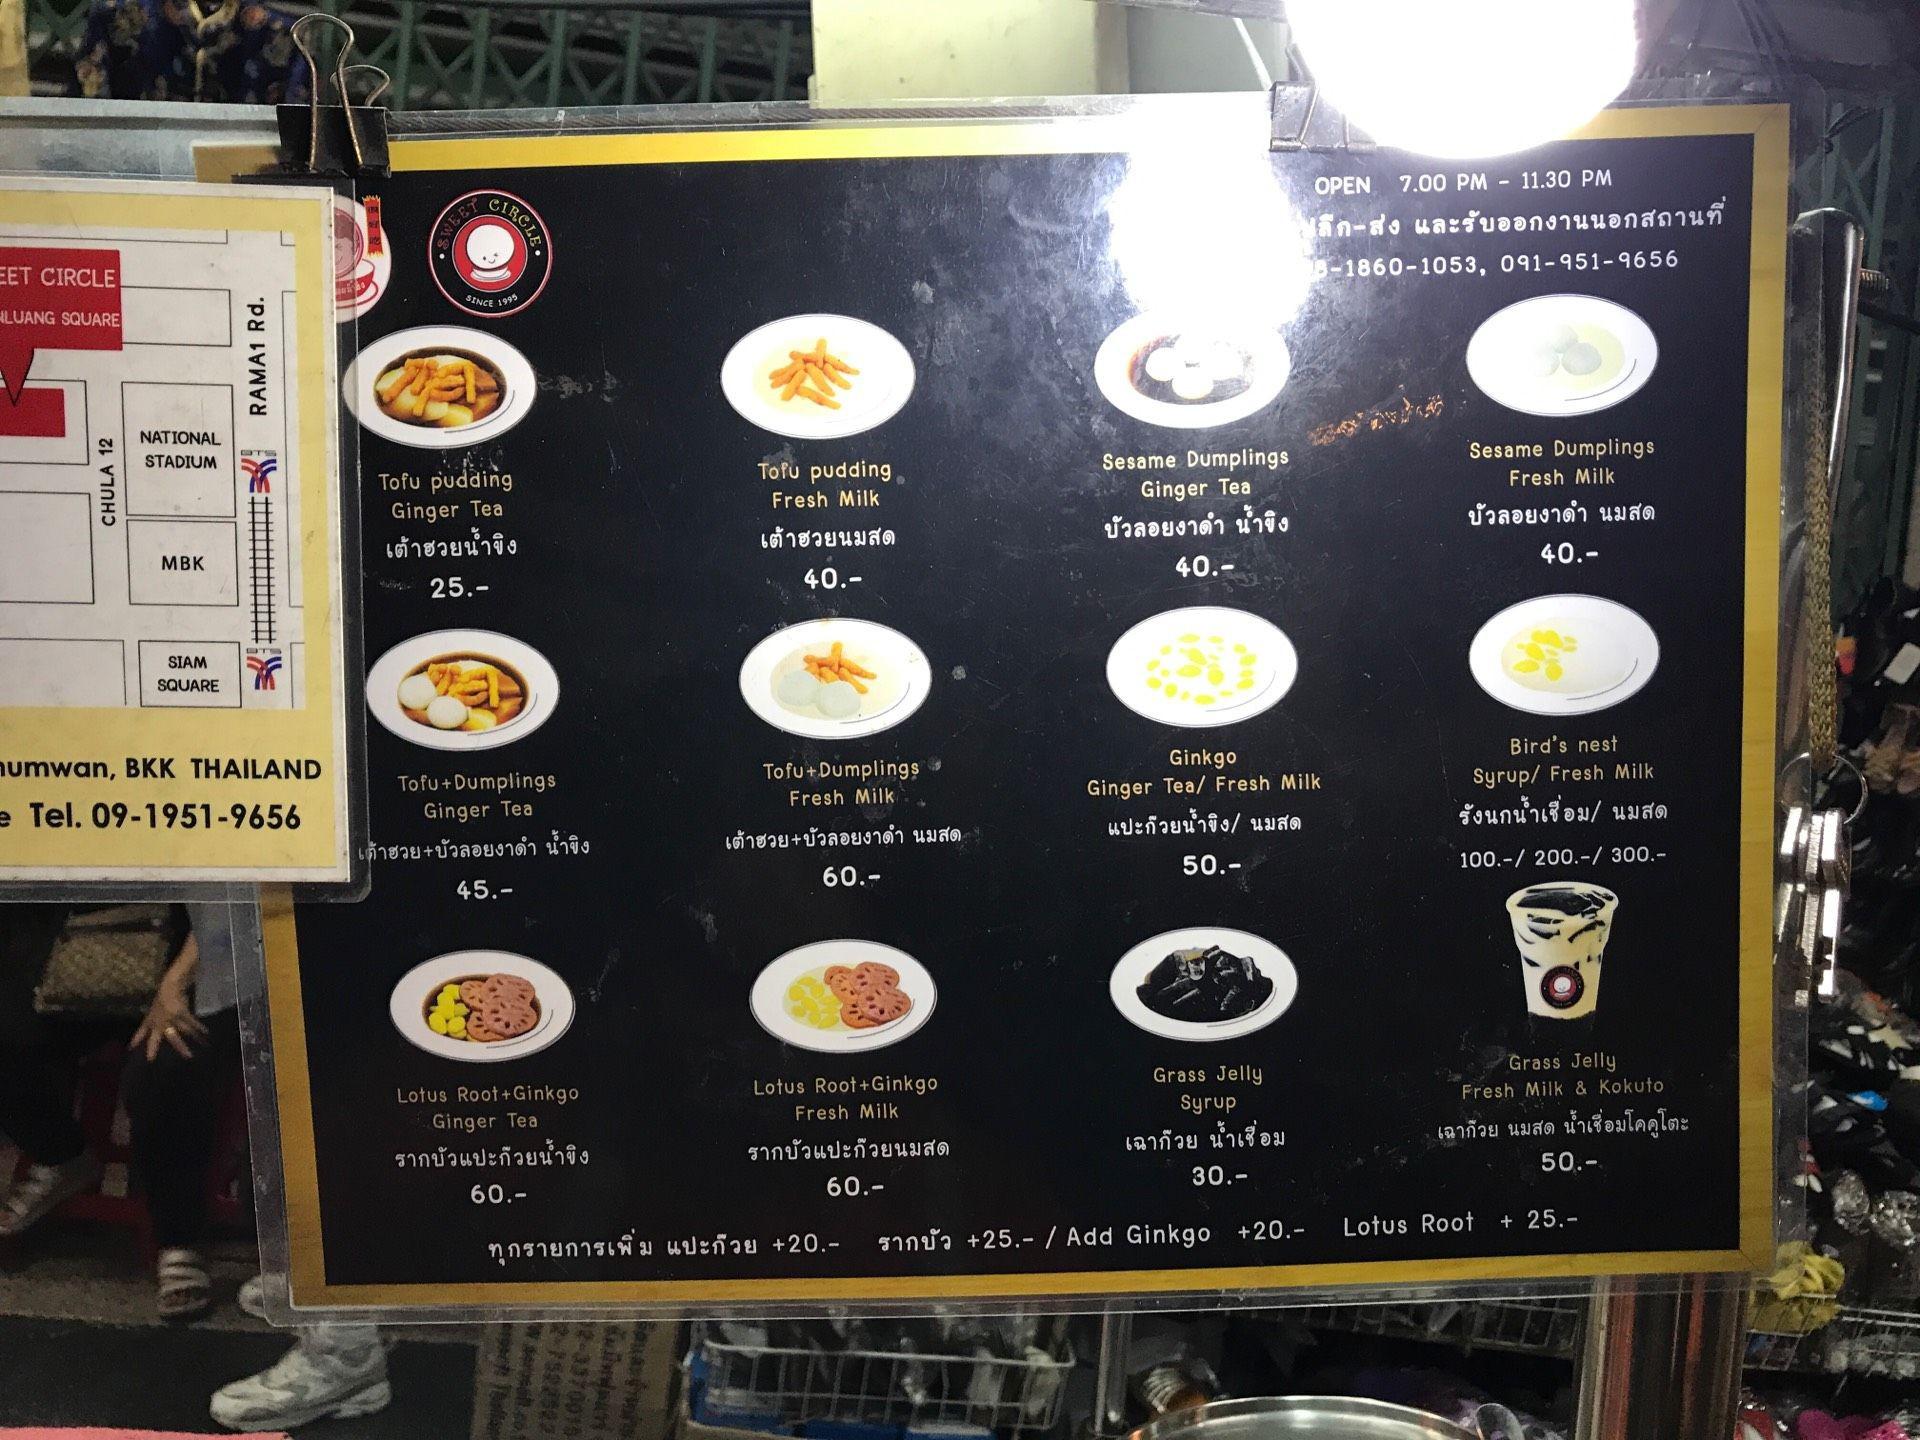 SWEET CIRCLE
SINCE 1995
OPEN 7.00 PM - 11.30 PM
และรับออกงานนอกสถานที่
-1860-1053, 091-951-9656
EET CIRCLE
SQUARE
RAMA1 Rd.
CHULA 12
NATIONAL
STADIUM
BTS
MBK
BTS
SIAM
SQUARE
BKK THAILAND
Tel. 09-1951-9656
Tofu pudding
Ginger Tea
เต้าฮวยน้ำขิง
25.-
Tofu pudding
Fresh Milk
เต้าฮวยนมสด
40.-
Sesame Dumplings
Ginger Tea
บัวลอยงาดำ น้ำขิง
40.-
Sesame Dumplings
Fresh Milk
บัวลอยงาดำ นมสด
40.-
Tofu+Dumplings
Ginger Tea
เต้าฮวย+บัวลอยงาดำ น้ำขิง
45.-
Tofu+Dumplings
Fresh Milk
เต้าฮวย+บัวลอยงาดำ นมสด
60.-
Ginkgo
Ginger Tea/ Fresh Milk
แปะก๊วยน้ำขิง/ นมสด
50.-
Bird's nest
Syrup/ Fresh Milk
รังนกน้ำเชื่อม/ นมสด
100.-/ 200.-/ 300.-
Lotus Root+Ginkgo
Ginger Tea
รากบัวแปะก๊วยน้ำขิง
60.-
Lotus Root+Ginkgo
Fresh Milk
รากบัวแปะก๊วยนมสด
60.-
Grass Jelly
Syrup
เฉาก๊วย น้ำเชื่อม
30.-
Grass Jelly
Fresh Milk & Kokuto
เฉาก๊วย นมสด น้ำเชื่อมโคคูโตะ
50.-
ทุกรายการเพิ่ม แปะก๊วย +20.- รากบัว +25.- / Add Ginkgo +20.- Lotus Root + 25.-